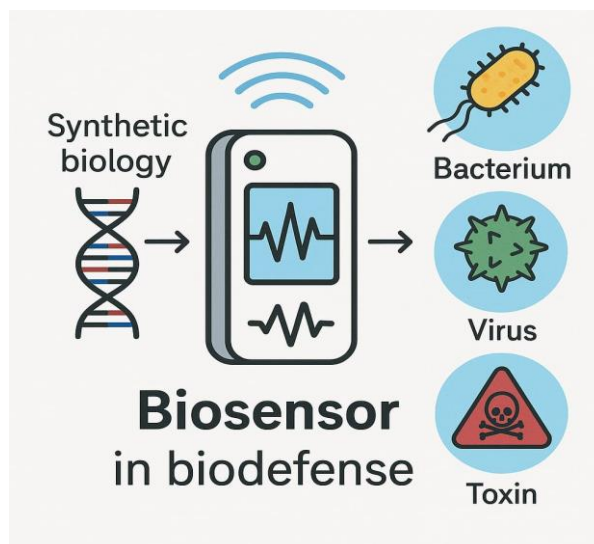 Synthetic
biology
Bacterium
Virus
Toxin
Biosensor
in biodefense